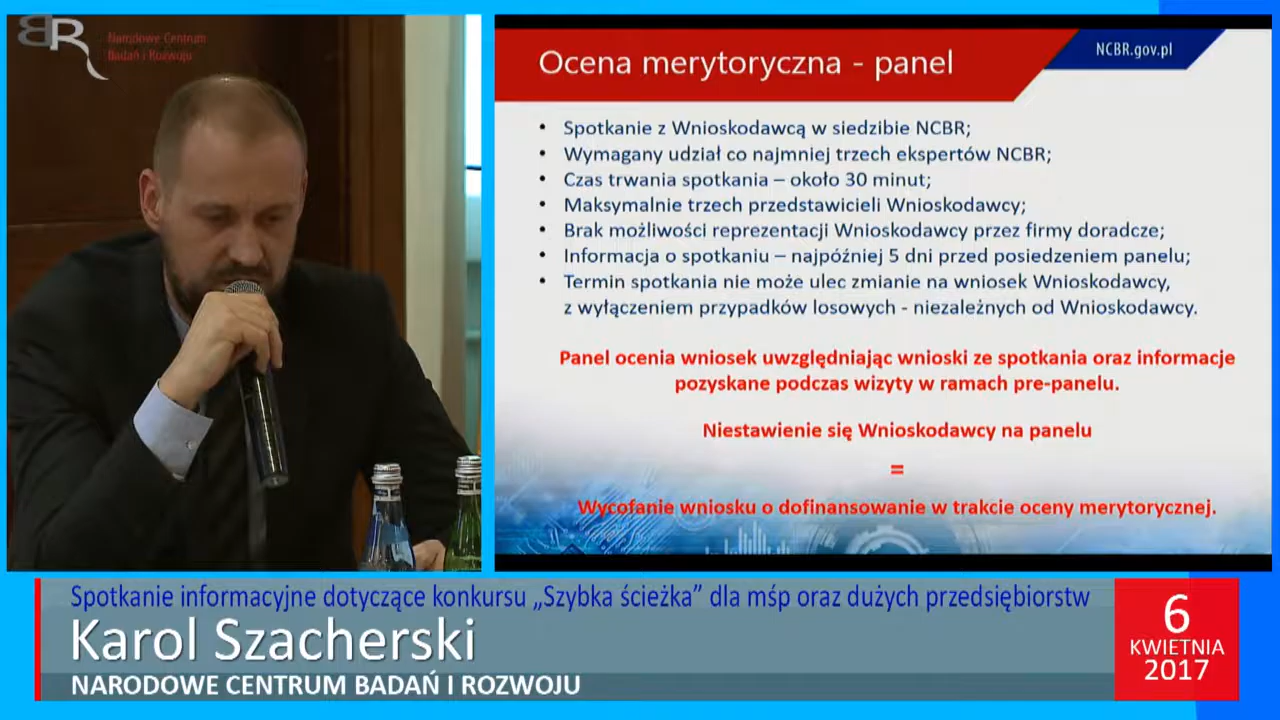 BR
Narodowe Centrum
Badań i Rozwoju
Ocena merytoryczna - panel
NCBR.gov.pl
• Spotkanie z Wnioskodawcą w siedzibie NCBR;
• Wymagany udział co najmniej trzech ekspertów NCBR;
• Czas trwania spotkania – około 30 minut;
• Maksymalnie trzech przedstawicieli Wnioskodawcy;
• Brak możliwości reprezentacji Wnioskodawcy przez firmy doradcze;
• Informacja o spotkaniu – najpóźniej 5 dni przed posiedzeniem panelu;
• Termin spotkania nie może ulec zmianie na wniosek Wnioskodawcy,
z wyłączeniem przypadków losowych - niezależnych od Wnioskodawcy.
Panel ocenia wniosek uwzględniając wnioski ze spotkania oraz informacje
pozyskane podczas wizyty w ramach pre-panelu.
Niestawienie się Wnioskodawcy na panelu
=
Wycofanie wniosku o dofinansowanie w trakcie oceny merytorycznej.
Spotkanie informacyjne dotyczące konkursu „Szybka ścieżka” dla mśp oraz dużych przedsiębiorstw
Karol Szacherski
NARODOWE CENTRUM BADAŃ I ROZWOJU
6
KWIETNIA
2017